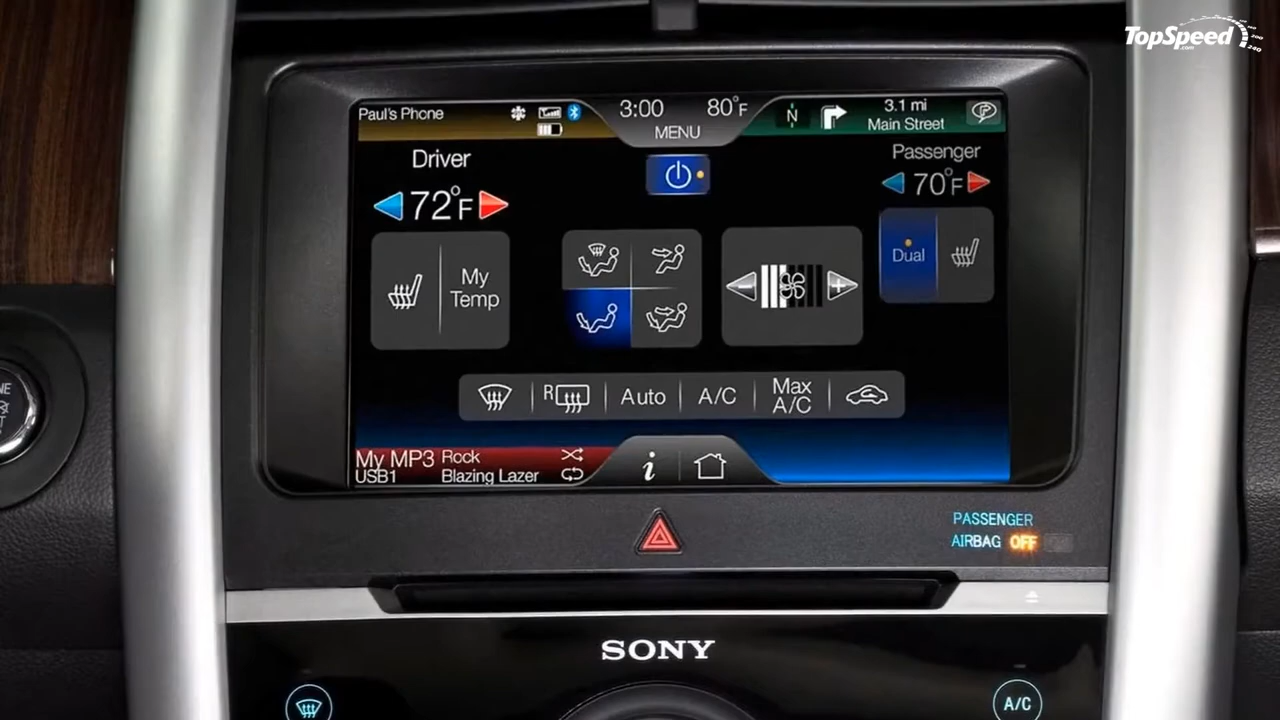 TopSpeed
.com
Paul's Phone
3:00
80°F
N
3.1 mi
Main Street
MENU
Driver
Passenger
72°F
70°F
My
Temp
Dual
R
Auto
A/C
Max
A/C
My MP3
Rock
USB1
Blazing Lazer
i
PASSENGER
AIRBAG OFF
SONY
A/C